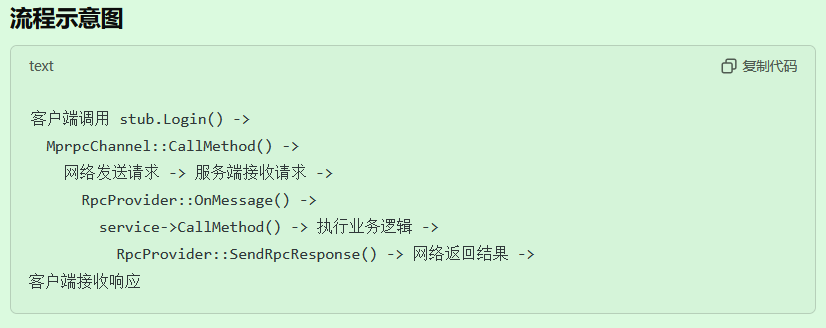 流程示意图
text
复制代码
客户端调用 stub.Login() ->
MprpcChannel::CallMethod() ->
网络发送请求 -> 服务端接收请求 ->
RpcProvider::OnMessage() ->
service->CallMethod() -> 执行业务逻辑 ->
RpcProvider::SendRpcResponse() -> 网络返回结果 ->
客户端接收响应